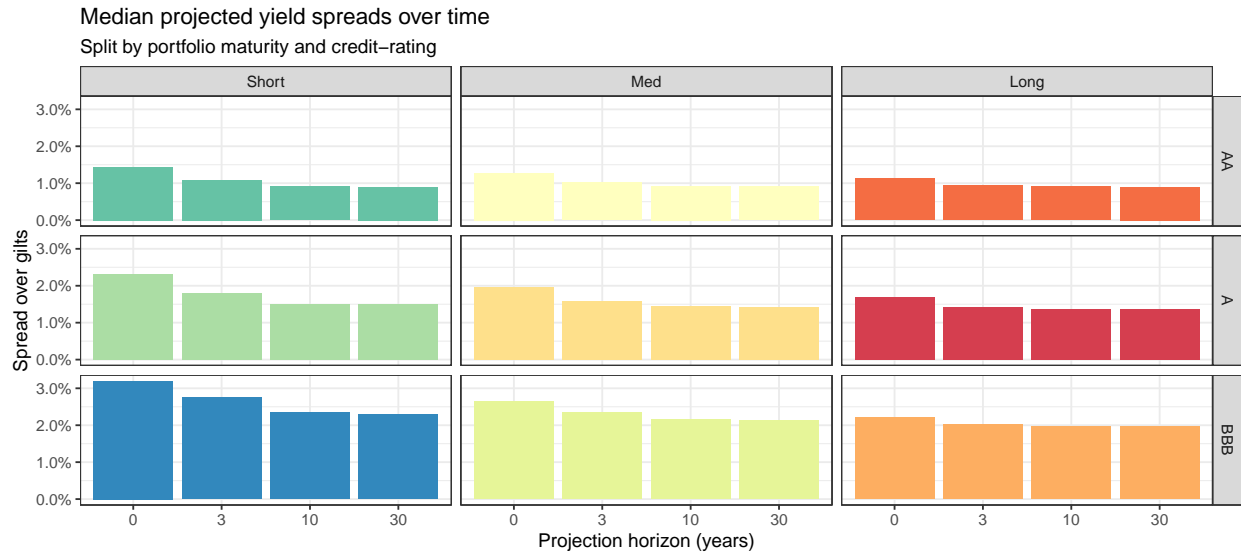 Median projected yield spreads over time
Split by portfolio maturity and credit−rating
Short Med Long
3.0%
2.0%
1.0%
0.0%
AA
3.0%
2.0%
1.0%
0.0%
A
3.0%
2.0%
1.0%
0.0%
BBB
Spread over gilts
0 3 10 30 0 3 10 30 0 3 10 30
Projection horizon (years)